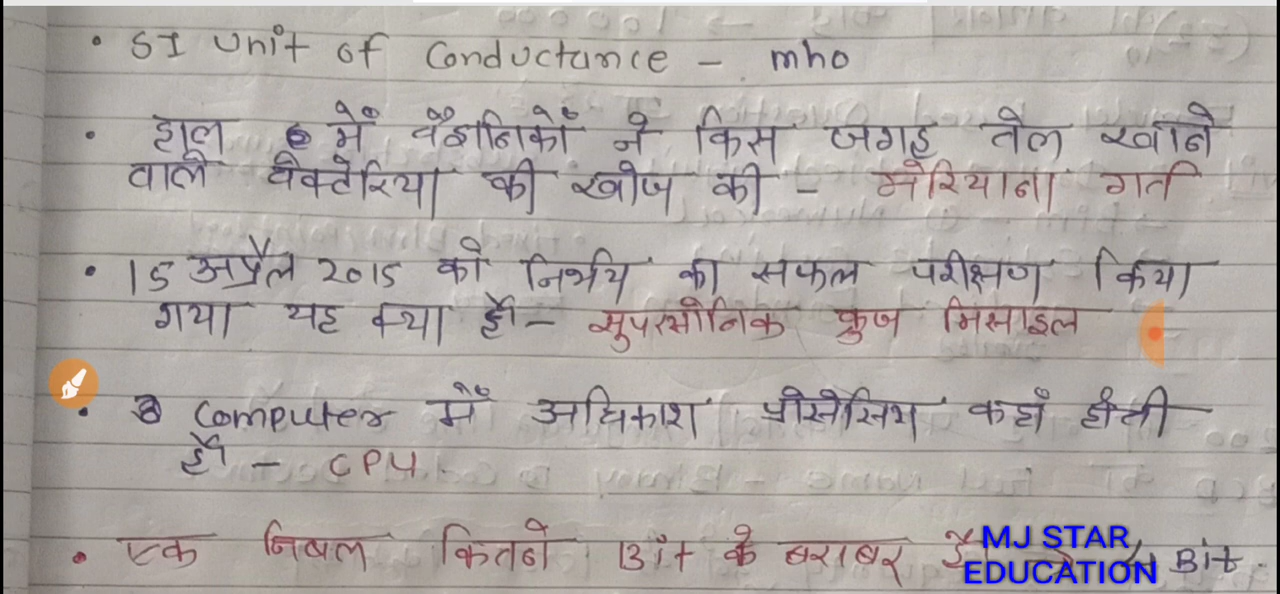 • SI Unit of Conductance - mho
• हाल में वैज्ञानिकों ने किस जगह तेल खाने
वाले बैक्टेरिया की खोज की - मेरियाना गर्त
• 15 अप्रैल 2015 को निर्भय का सफल परीक्षण किया
गया यह क्या हैं - सुपरसोनिक क्रुज मिसाइल
• Computer में अधिकाश प्रोसेसिंग कहाँ होती
हैं - CPU
• एक निबल कितने Bit के बराबर हैं Bit.
MJ STAR
EDUCATION